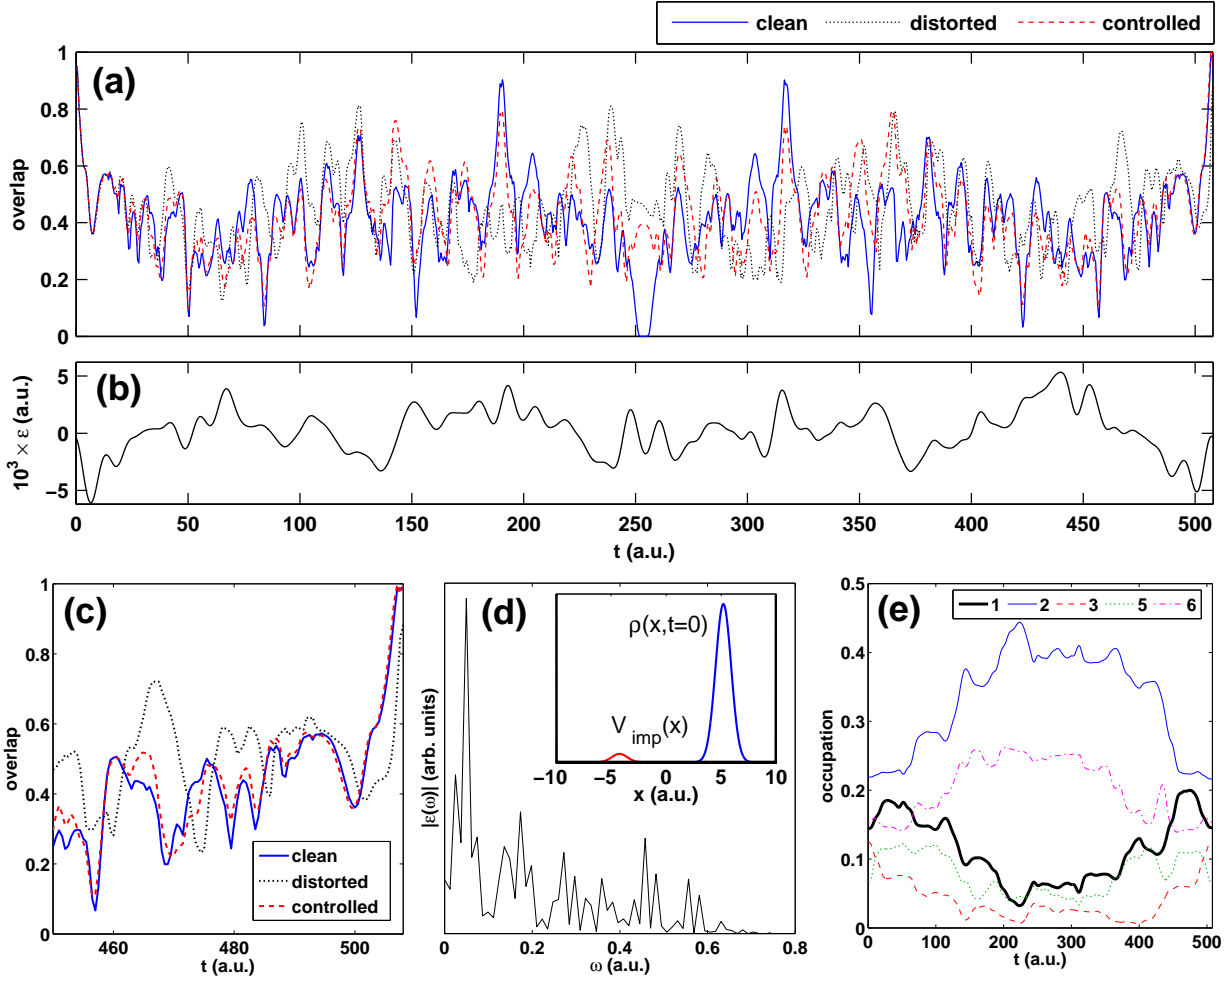 clean distorted controlled
(a)
overlap
1
0.8
0.6
0.4
0.2
0
(b)
10³ × ε (a.u.)
5
0
−5
0 50 100 150 200 250 300 350 400 450 500
t (a.u.)
(c)
overlap
1
0.8
0.6
0.4
0.2
0
clean
distorted
controlled
460 480 500
t (a.u.)
(d)
|ε(ω)| (arb. units)
ρ(x,t=0)
V imp(x)
−10 −5 0 5 10
x (a.u.)
0 0.2 0.4 0.6 0.8
ω (a.u.)
(e)
1 2 3 5 6
occupation
0.5
0.4
0.3
0.2
0.1
0
0 100 200 300 400 500
t (a.u.)